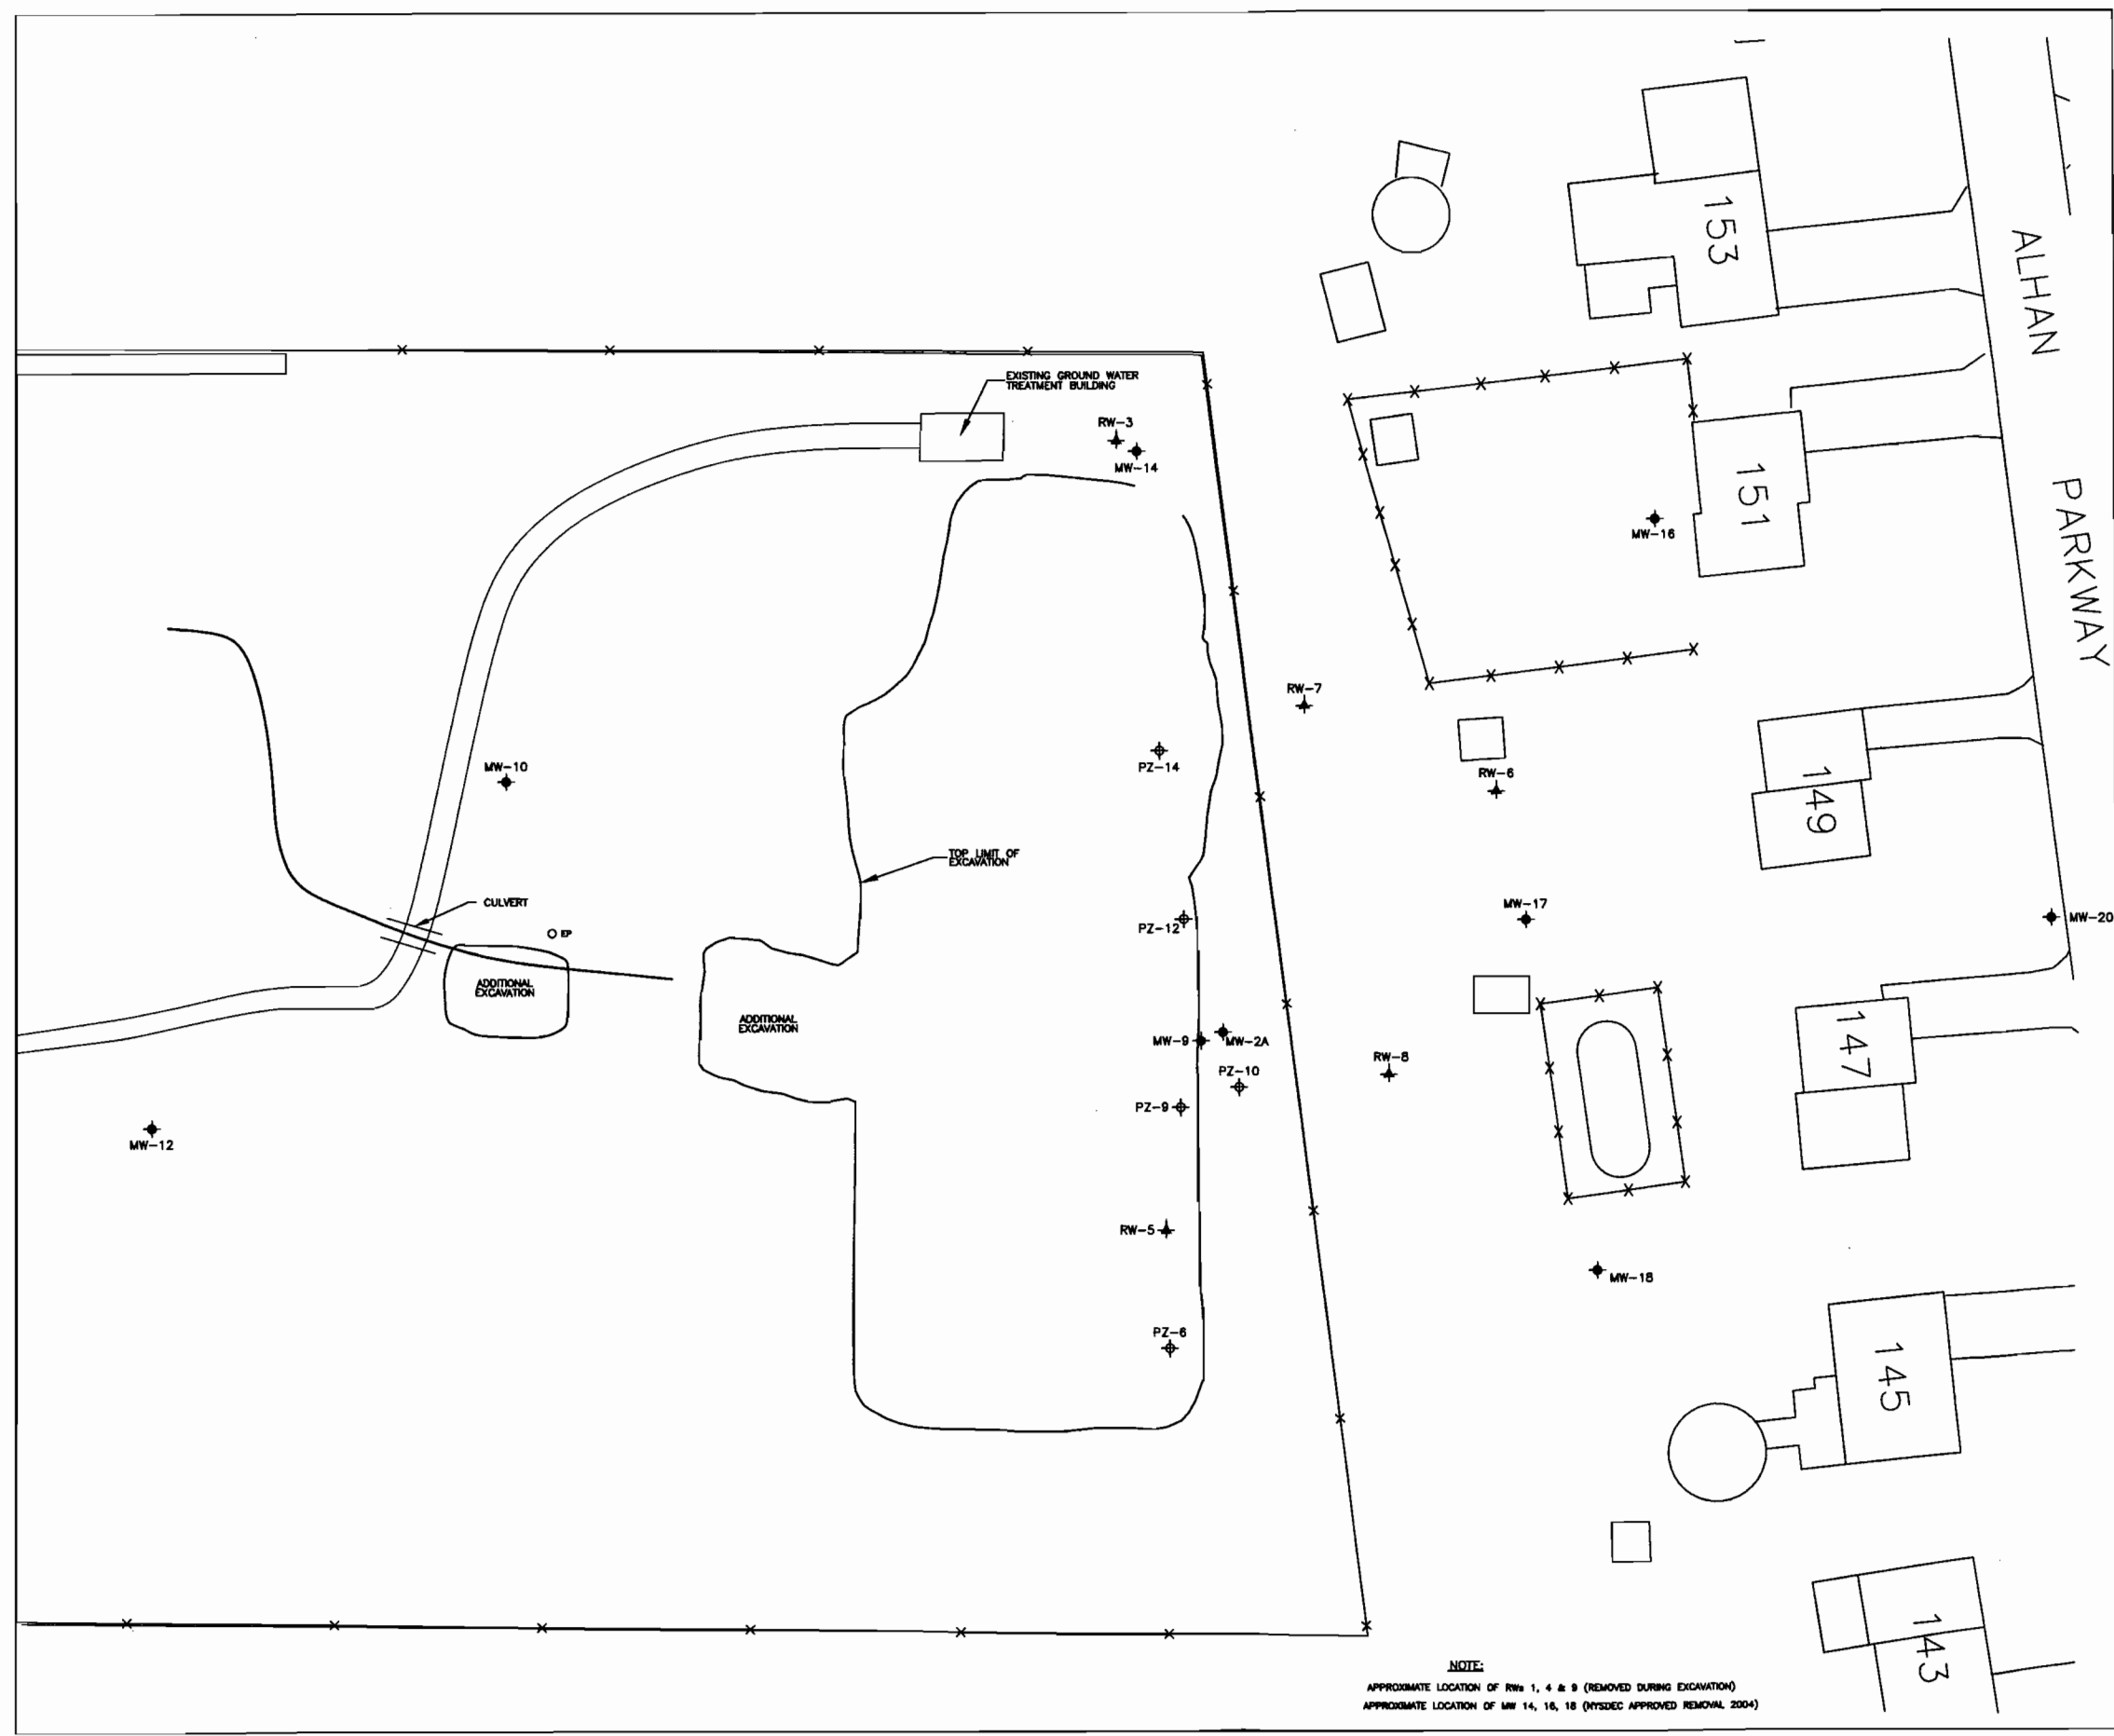 153
ALHAN
PARKWAY
EXISTING GROUND WATER
TREATMENT BUILDING
RW-3
MW-14
151
MW-16
RW-7
PZ-14
RW-6
149
MW-10
TOP LIMIT OF
EXCAVATION
CULVERT
EP
PZ-12
MW-17
MW-20
ADDITIONAL
EXCAVATION
ADDITIONAL
EXCAVATION
MW-9
MW-2A
147
RW-8
PZ-10
PZ-9
MW-12
RW-5
MW-18
PZ-6
145
143
NOTE:
APPROXIMATE LOCATION OF RWs 1, 4 & 9 (REMOVED DURING EXCAVATION)
APPROXIMATE LOCATION OF MW 14, 16, 18 (NYSDEC APPROVED REMOVAL 2004)